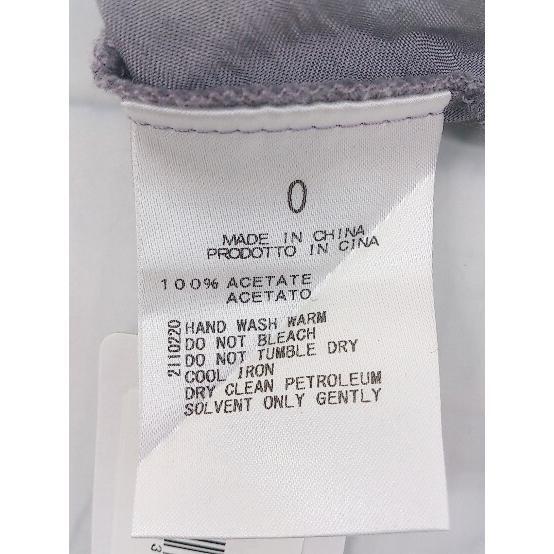 0
MADE IN CHINA
PRODOTTO IN CINA
100% ACETATE
ACETATO
2110220
HAND WASH WARM
DO NOT BLEACH
DO NOT TUMBLE DRY
COOL IRON
DRY CLEAN PETROLEUM
SOLVENT ONLY GENTLY
3